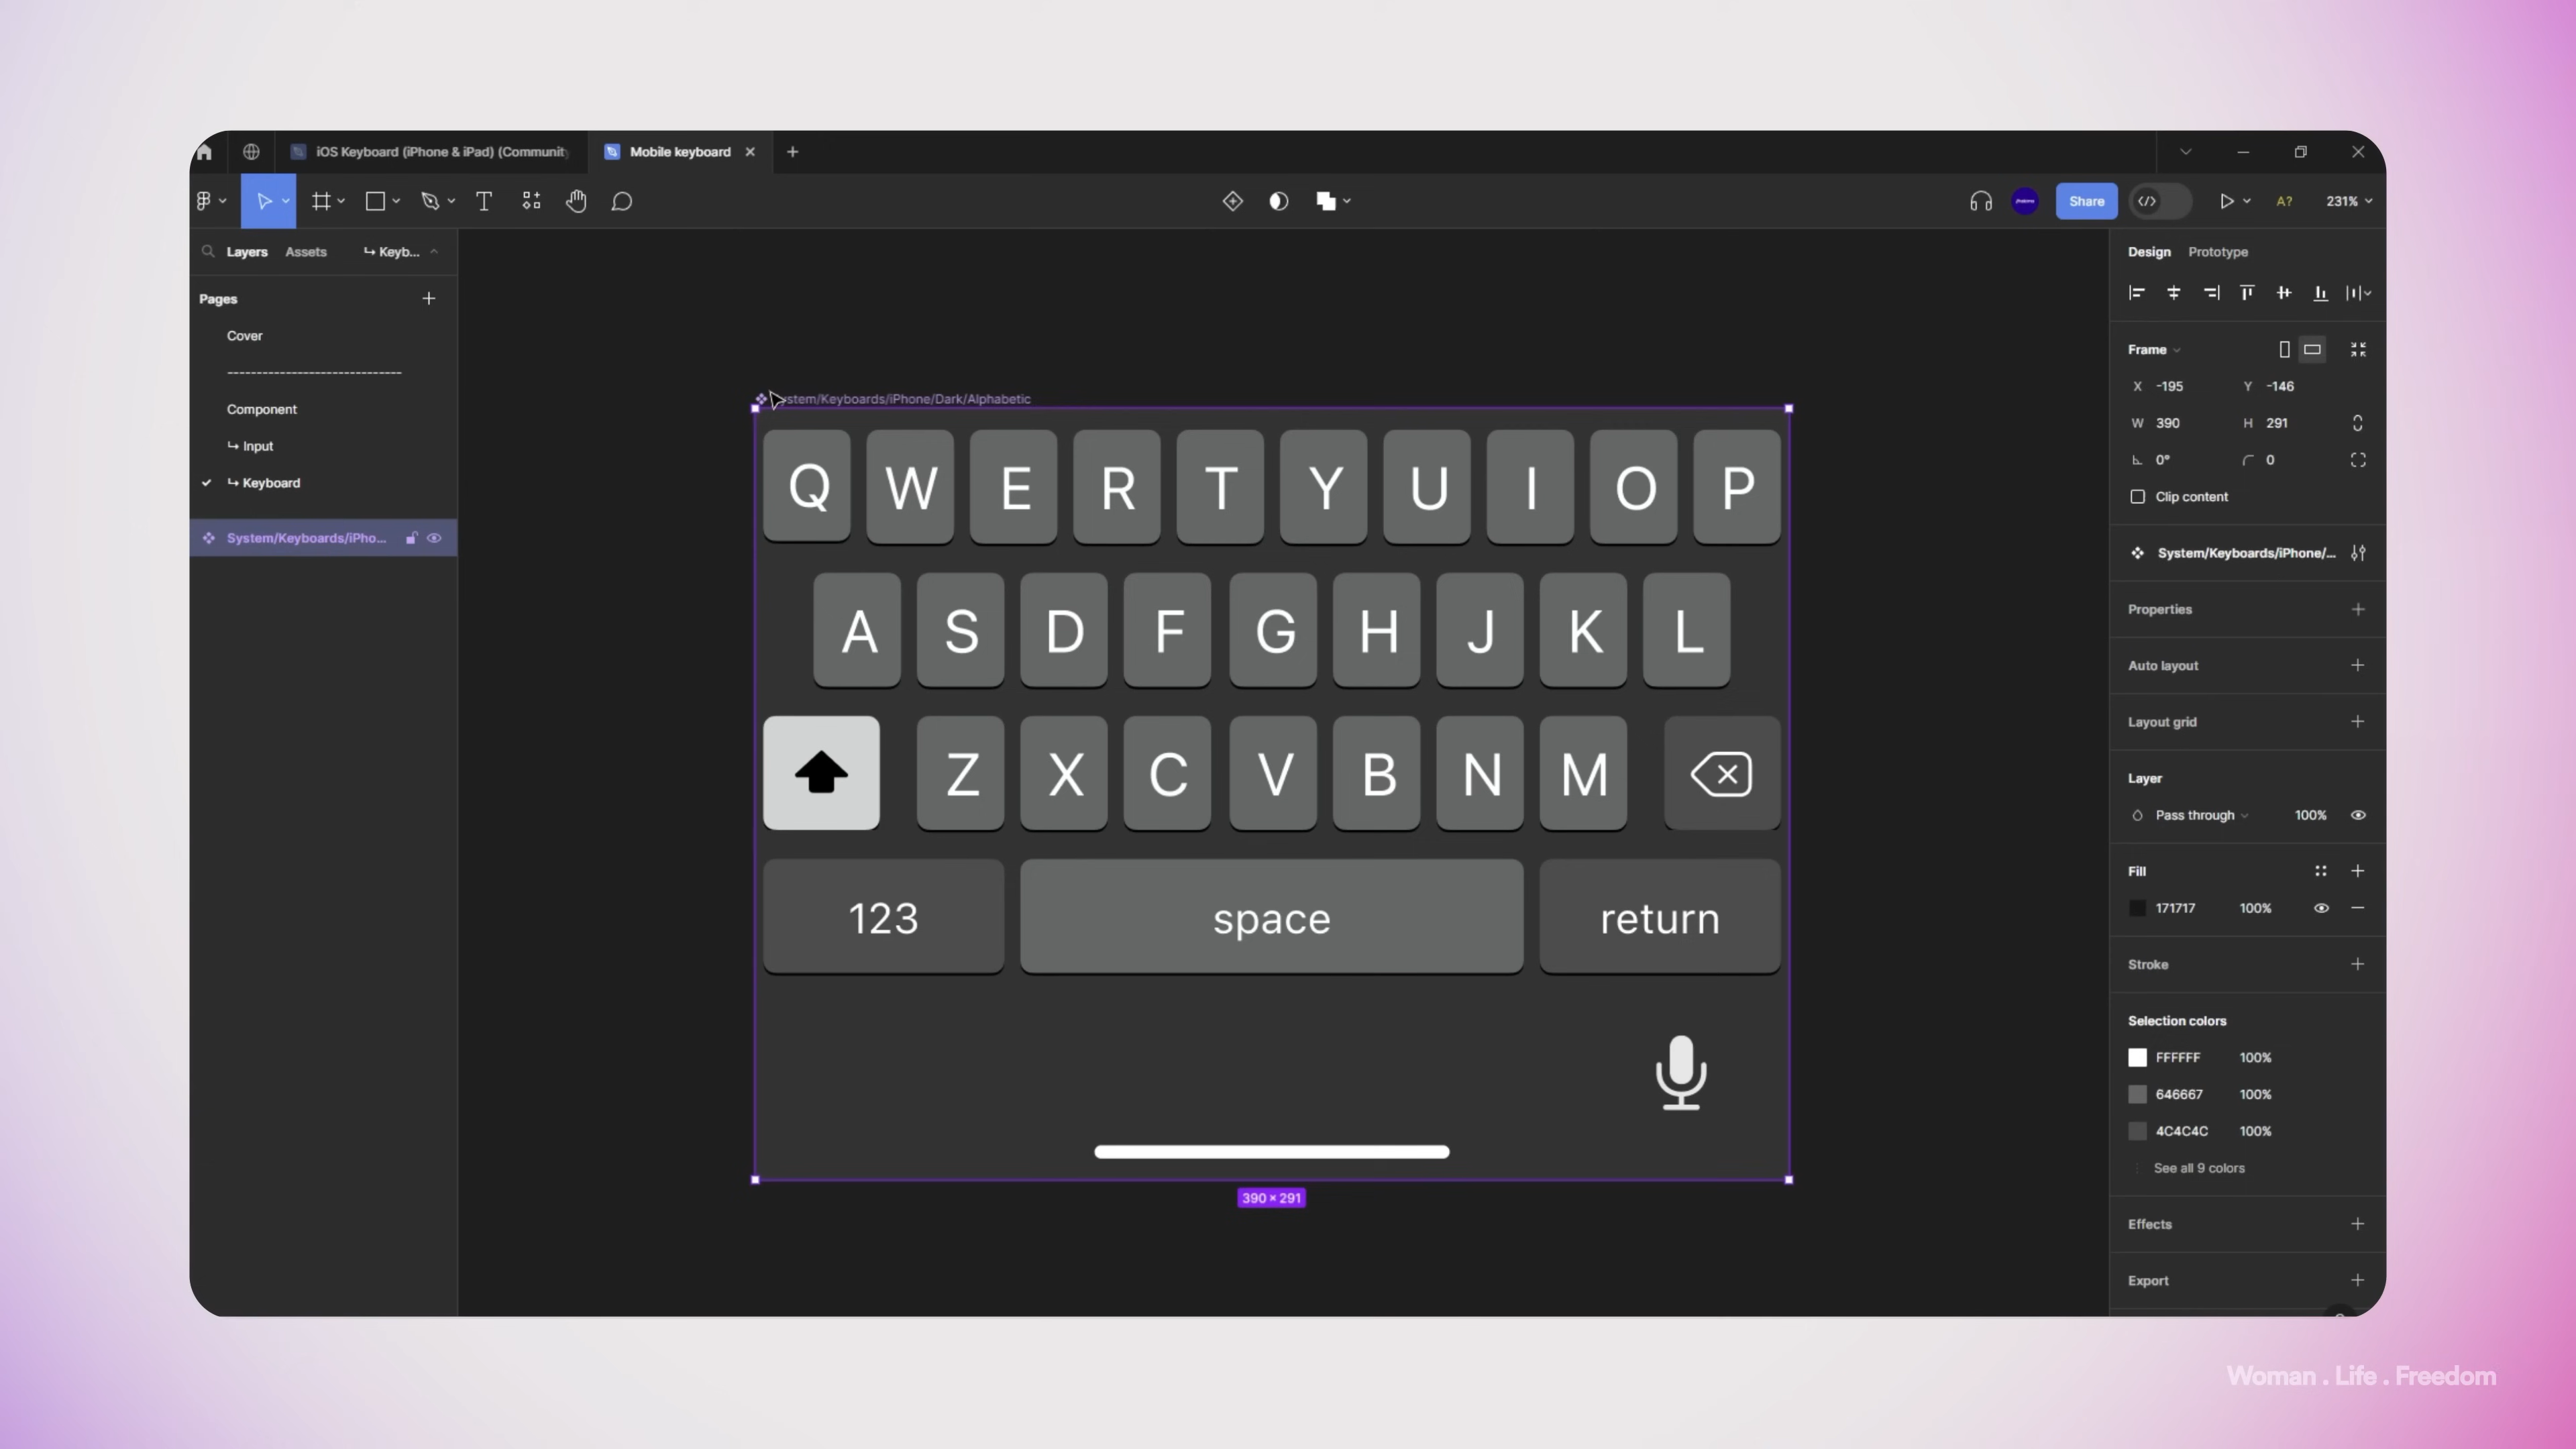 iOS Keyboard (iPhone & iPad) (Communit
Mobile keyboard
Share
A?
231%
Layers Assets Keyb...
Pages
Cover
------------------------------
Component
Input
Keyboard
System/Keyboards/iPho...
ystem/Keyboards/iPhone/Dark/Alphabetic
Q W E R T Y U I O P
A S D F G H J K L
Z X C V B N M
123 space return
390 × 291
Design Prototype
Frame
X -195 Y -146
W 390 H 291
0° 0
Clip content
System/Keyboards/iPhone/...
Properties
Auto layout
Layout grid
Layer
Pass through 100%
Fill
171717 100%
Stroke
Selection colors
FFFFFF 100%
646667 100%
4C4C4C 100%
See all 9 colors
Effects
Export
Woman . Life . Freedom